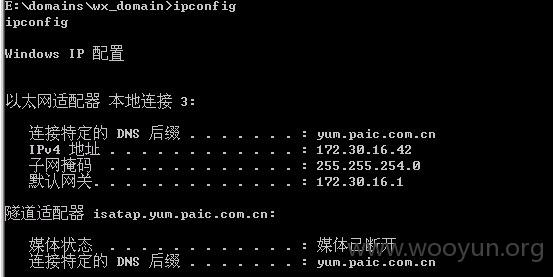 E:\domains\wx_domain>ipconfig
ipconfig
Windows IP 配置
以太网适配器 本地连接 3:
连接特定的 DNS 后缀 . . . . . . . : yum.paic.com.cn
IPv4 地址 . . . . . . . . . . . . : 172.30.16.42
子网掩码 . . . . . . . . . . . . : 255.255.254.0
默认网关. . . . . . . . . . . . . : 172.30.16.1
隧道适配器 isatap.yum.paic.com.cn:
媒体状态 . . . . . . . . . . . . : 媒体已断开
连接特定的 DNS 后缀 . . . . . . . : yum.paic.com.cn
www.wooyun.org